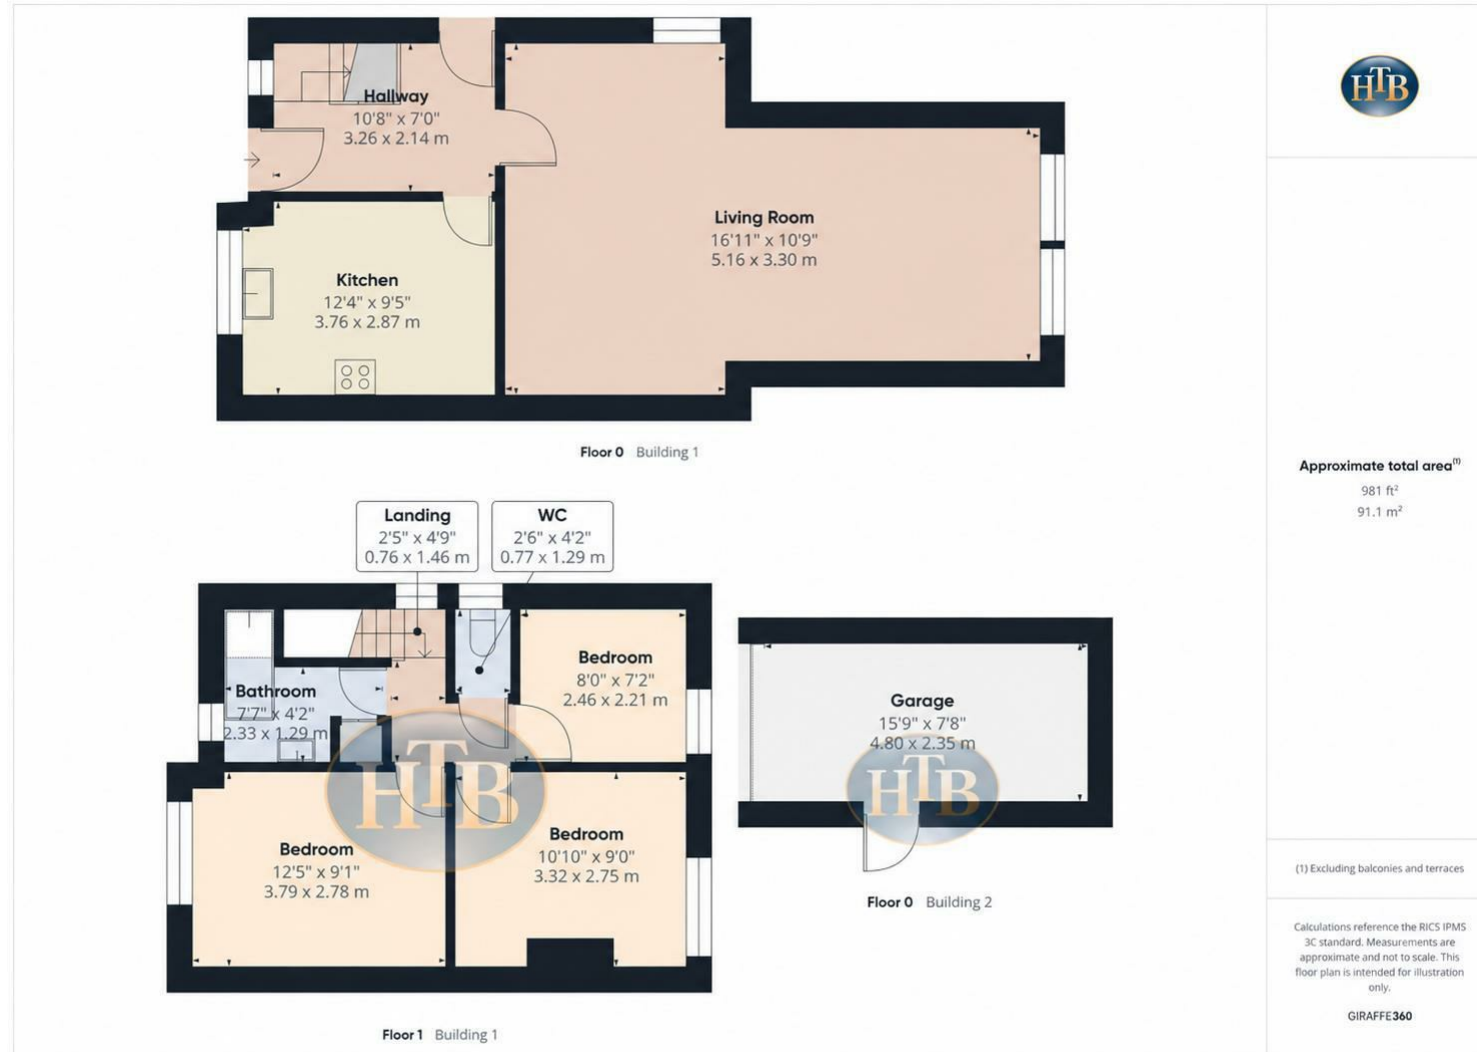 Hallway
10'8" x 7'0"
3.26 x 2.14 m
Living Room
16'11" x 10'9"
5.16 x 3.30 m
Kitchen
12'4" x 9'5"
3.76 x 2.87 m
Floor 0 Building 1
Landing
2'5" x 4'9"
0.76 x 1.46 m
WC
2'6" x 4'2"
0.77 x 1.29 m
Bathroom
7'7" x 4'2"
2.33 x 1.29 m
Bedroom
8'0" x 7'2"
2.46 x 2.21 m
Bedroom
12'5" x 9'1"
3.79 x 2.78 m
Bedroom
10'10" x 9'0"
3.32 x 2.75 m
HTB
Floor 1 Building 1
Garage
15'9" x 7'8"
4.80 x 2.35 m
HTB
Floor 0 Building 2
HTB
Approximate total area(1)
981 ft²
91.1 m²
(1) Excluding balconies and terraces
Calculations reference the RICS IPMS
3C standard. Measurements are
approximate and not to scale. This
floor plan is intended for illustration
only.
GIRAFFE360